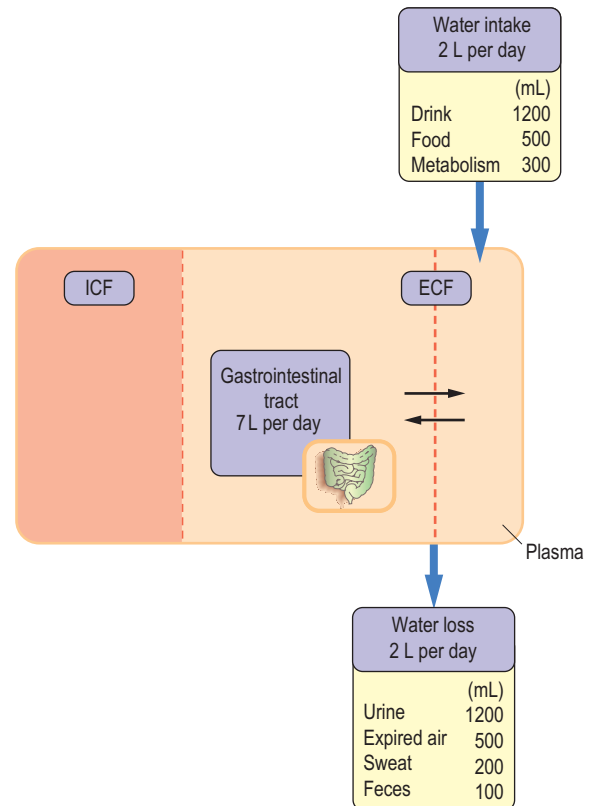 Water intake
2 L per day
(mL)
Drink 1200
Food 500
Metabolism 300
ICF
ECF
Gastrointestinal
tract
7 L per day
Plasma
Water loss
2 L per day
(mL)
Urine 1200
Expired air 500
Sweat 200
Feces 100